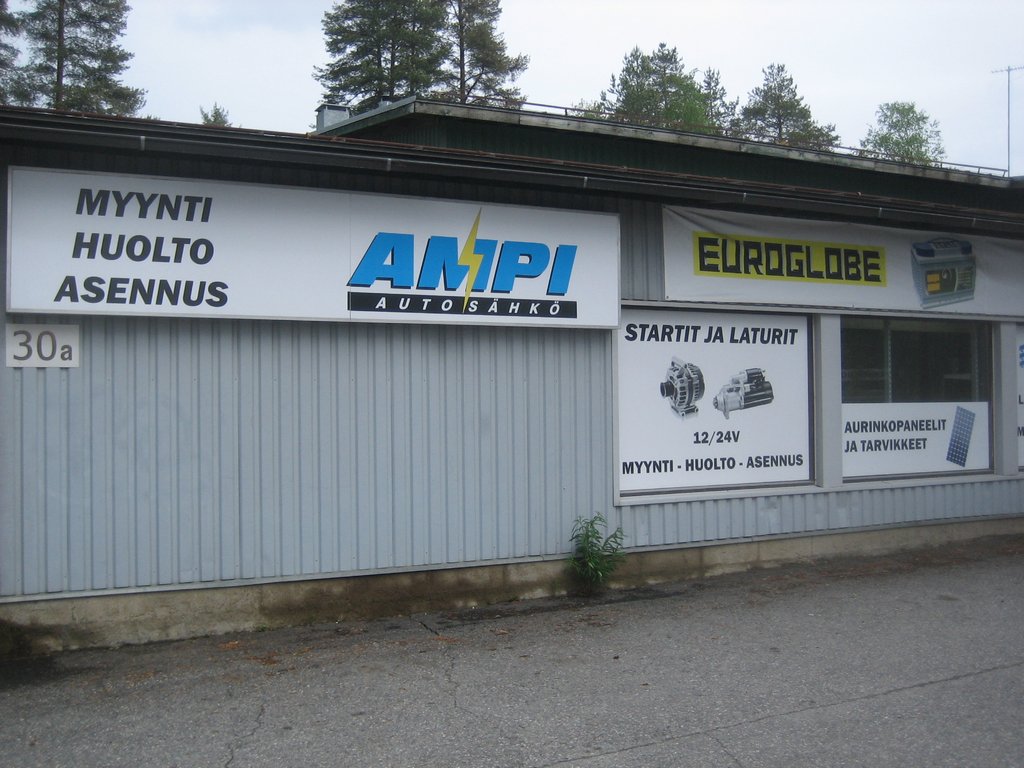 MYYNTI
HUOLTO
ASENNUS
AMPI
AUTOSÄHKÖ
30a
EUROGLOBE
STARTIT JA LATURIT
12/24V
MYYNTI - HUOLTO - ASENNUS
AURINKOPANEELIT
JA TARVIKKEET